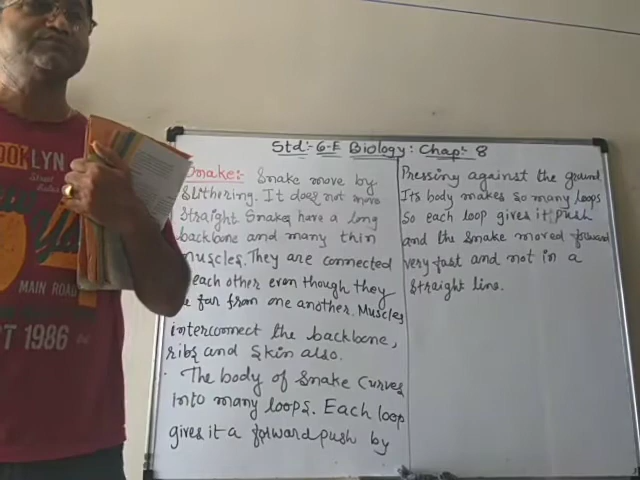 Std:- 6-E Biology: Chap:- 8
Snake:- Snake move by
Slithering. It does not move
Straight Snakes have a long
backbone and many thin
muscles. They are connected
each other even though they
far from one another. Muscles
interconnect the backbone,
ribs and Skin also.
The body of Snake Curves
into many loops. Each loop
gives it a forward push by
Pressing against the ground
Its body makes so many loops
So each loop gives it push
and the Snake moved forward
very fast and not in a
Straight line.
OOKLYN
Street
MAIN ROAD
T 1986